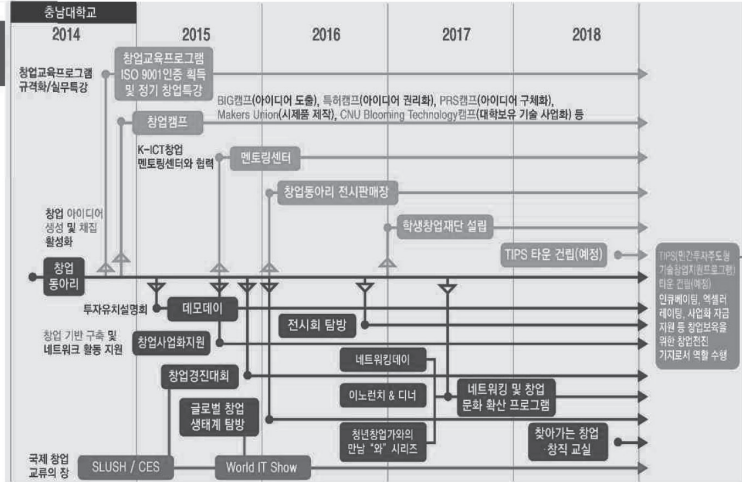 충남대학교
2014
2015
2016
2017
2018
창업교육프로그램
규격화/실무특강
창업교육프로그램
ISO 9001인증 획득
및 정기 창업특강
BIG캠프(아이디어 도출), 특허캠프(아이디어 권리화), PRS캠프(아이디어 구체화),
Makers Union(시제품 제작), CNU Blooming Technology캠프(대학보유 기술 사업화) 등
창업캠프
K-ICT창업
멘토링센터와 협력
멘토링센터
창업동아리 전시판매장
창업 아이디어
생성 및 채집
활성화
학생창업재단 설립
TIPS 타운 건립(예정)
창업
동아리
TIPS(민간투자주도형
기술창업지원프로그램)
타운 건립(예정)
인큐베이팅, 엑셀러
레이팅, 사업화 자금
지원 등 창업보육을
위한 창업전진
기지로서 역할 수행
투자유치설명회
데모데이
전시회 탐방
창업 기반 구축 및
네트워크 활동 지원
창업사업화지원
네트워킹데이
창업경진대회
이노런치 & 디너
네트워킹 및 창업
문화 확산 프로그램
글로벌 창업
생태계 탐방
청년창업가와의
만남 "와" 시리즈
찾아가는 창업
창직 교실
국제 창업
교류의 장
SLUSH / CES
World IT Show